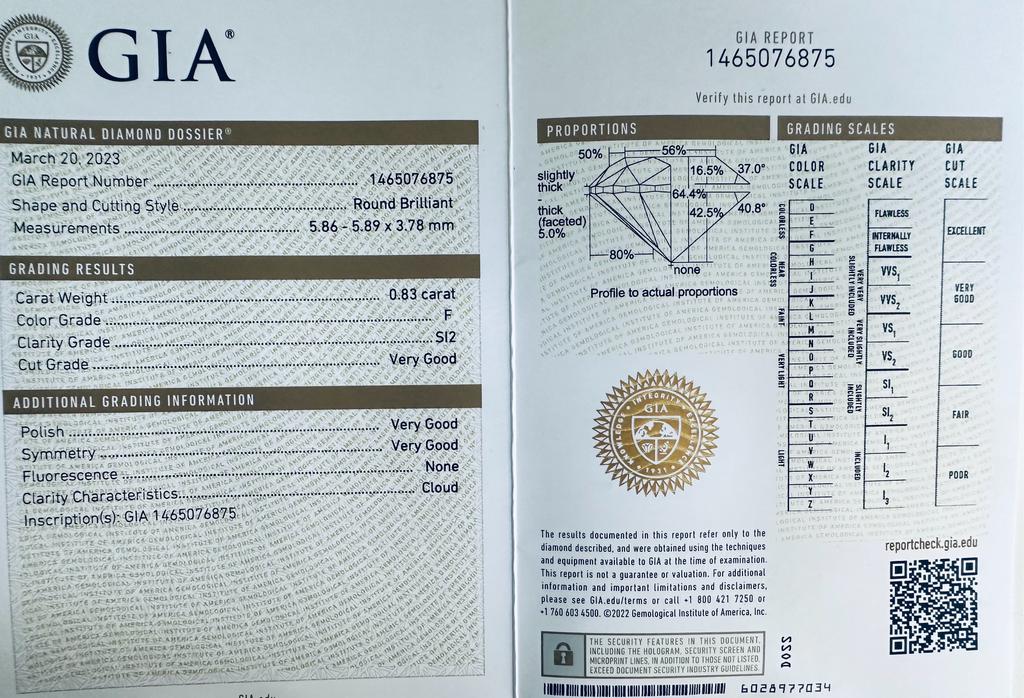 GIA®
GIA NATURAL DIAMOND DOSSIER®
March 20, 2023
GIA Report Number 1465076875
Shape and Cutting Style Round Brilliant
Measurements 5.86 - 5.89 x 3.78 mm
GRADING RESULTS
Carat Weight 0.83 carat
Color Grade F
Clarity Grade SI2
Cut Grade Very Good
ADDITIONAL GRADING INFORMATION
Polish Very Good
Symmetry Very Good
Fluorescence None
Clarity Characteristics Cloud
Inscription(s): GIA 1465076875
GIA REPORT
1465076875
Verify this report at GIA.edu
PROPORTIONS
50%
56%
16.5%
37.0°
slightly
thick
-
thick
(faceted)
5.0%
64.4%
42.5%
40.8°
80%
none
Profile to actual proportions
INTEGRITY
GIA
1931
The results documented in this report refer only to the
diamond described, and were obtained using the techniques
and equipment available to GIA at the time of examination.
This report is not a guarantee or valuation. For additional
information and important limitations and disclaimers,
please see GIA.edu/terms or call +1 800 421 7250 or
+1 760 603 4500. ©2022 Gemological Institute of America, Inc.
THE SECURITY FEATURES IN THIS DOCUMENT,
INCLUDING THE HOLOGRAM, SECURITY SCREEN AND
MICROPRINT LINES, IN ADDITION TO THOSE NOT LISTED,
EXCEED DOCUMENT SECURITY INDUSTRY GUIDELINES.
6028977034
GRADING SCALES
GIA
COLOR
SCALE
COLORLESS
D
E
F
NEAR COLORLESS
G
H
I
J
FAINT
K
L
M
VERY LIGHT
N
O
P
Q
R
LIGHT
S
T
U
V
W
X
Y
Z
GIA
CLARITY
SCALE
FLAWLESS
INTERNALLY
FLAWLESS
VERY VERY
SLIGHTLY INCLUDED
VVS1
VVS2
VERY SLIGHTLY
INCLUDED
VS1
VS2
SLIGHTLY
INCLUDED
SI1
SI2
INCLUDED
I1
I2
I3
GIA
CUT
SCALE
EXCELLENT
VERY
GOOD
GOOD
FAIR
POOR
reportcheck.gia.edu